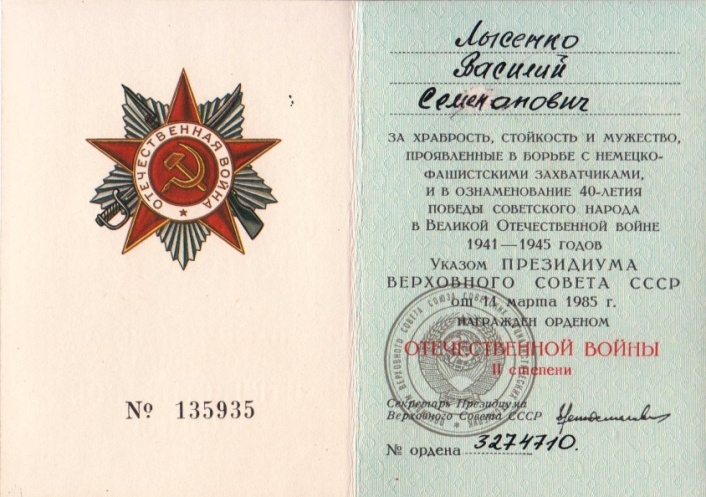 ОТЕЧЕСТВЕННАЯ ВОЙНА
№ 135935
Лысенко
Василий
Семенанович
ЗА ХРАБРОСТЬ, СТОЙКОСТЬ И МУЖЕСТВО,
ПРОЯВЛЕННЫЕ В БОРЬБЕ С НЕМЕЦКО-
ФАШИСТСКИМИ ЗАХВАТЧИКАМИ,
И В ОЗНАМЕНОВАНИЕ 40-ЛЕТИЯ
ПОБЕДЫ СОВЕТСКОГО НАРОДА
В ВЕЛИКОЙ ОТЕЧЕСТВЕННОЙ ВОЙНЕ
1941—1945 ГОДОВ
УКАЗОМ ПРЕЗИДИУМА
ВЕРХОВНОГО СОВЕТА СССР
от 11 марта 1985 г.
НАГРАЖДЕН ОРДЕНОМ
ОТЕЧЕСТВЕННОЙ ВОЙНЫ
II степени
Секретарь Президиума
Верховного Совета СССР
№ ордена 3274710.